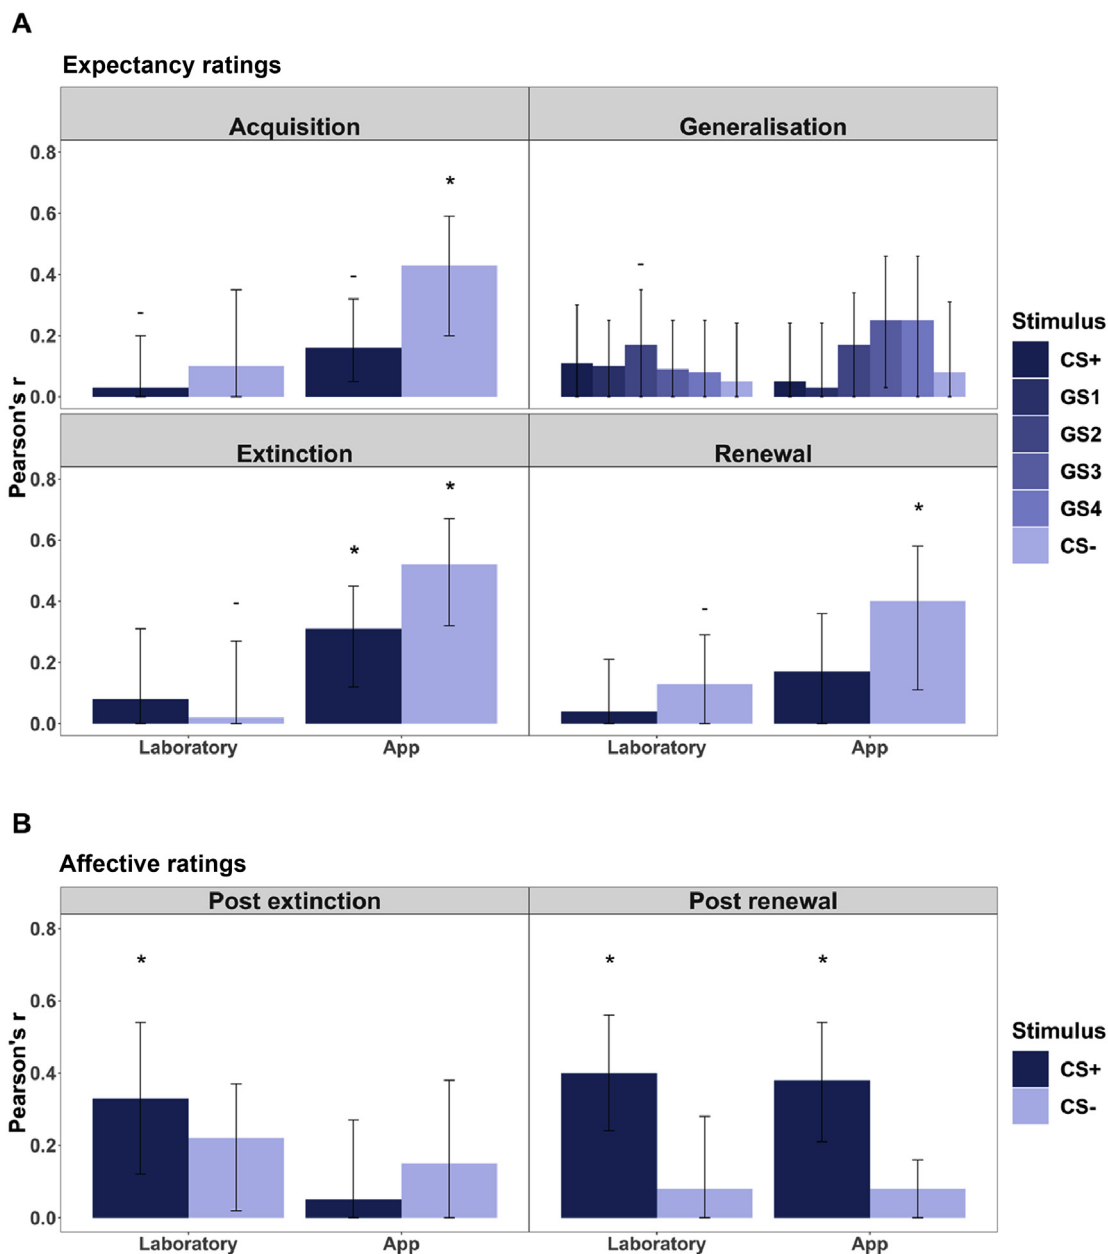 A
Expectancy ratings
Acquisition
Generalisation
0.8
0.6
0.4
0.2
0.0
*
-
-
-
Pearson's r
Extinction
Renewal
0.8
0.6
0.4
0.2
0.0
*
*
-
*
-
Laboratory
App
Laboratory
App
Stimulus
CS+
GS1
GS2
GS3
GS4
CS-
B
Affective ratings
Post extinction
Post renewal
0.8
0.6
0.4
0.2
0.0
*
*
*
Pearson's r
Laboratory
App
Laboratory
App
Stimulus
CS+
CS-